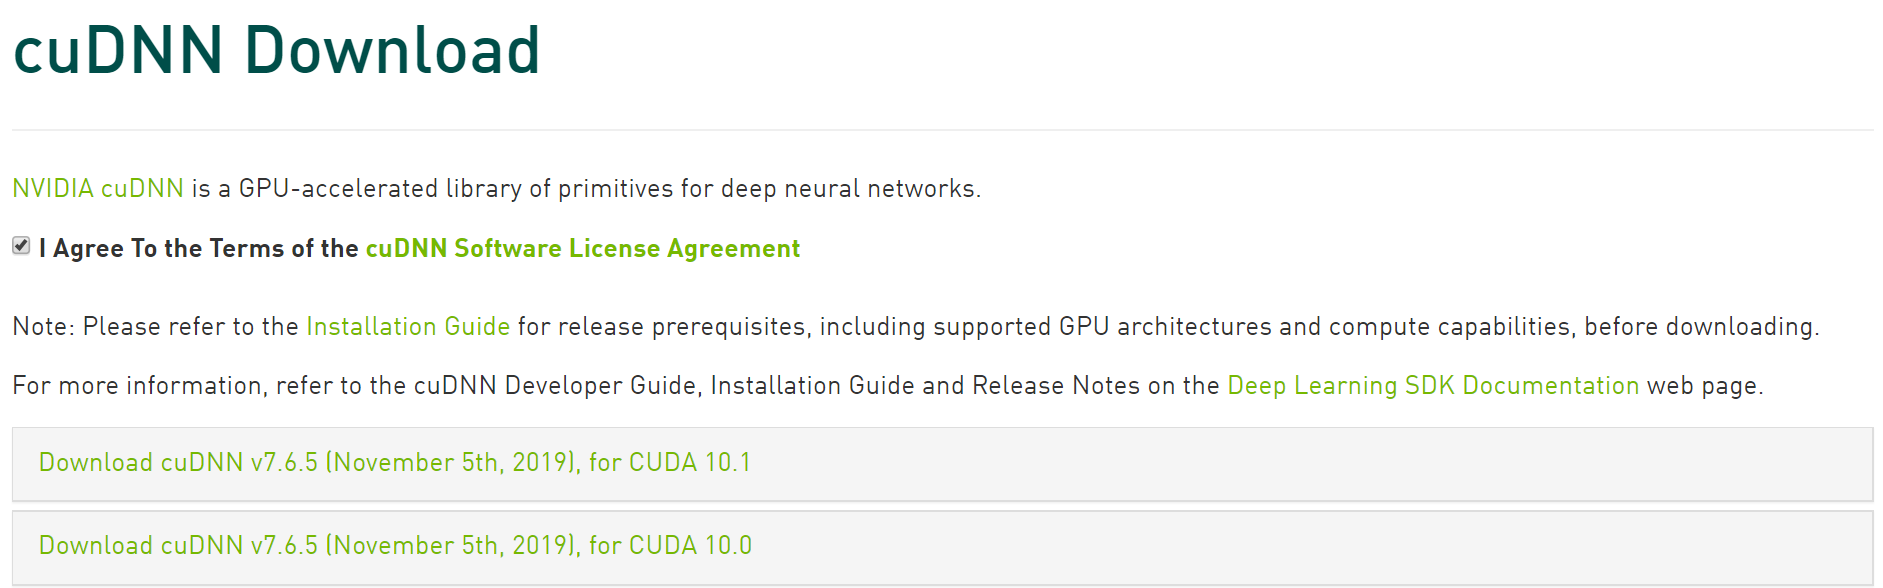 cuDNN Download
NVIDIA cuDNN is a GPU-accelerated library of primitives for deep neural networks.
I Agree To the Terms of the cuDNN Software License Agreement
Note: Please refer to the Installation Guide for release prerequisites, including supported GPU architectures and compute capabilities, before downloading.
For more information, refer to the cuDNN Developer Guide, Installation Guide and Release Notes on the Deep Learning SDK Documentation web page.
Download cuDNN v7.6.5 (November 5th, 2019), for CUDA 10.1
Download cuDNN v7.6.5 (November 5th, 2019), for CUDA 10.0